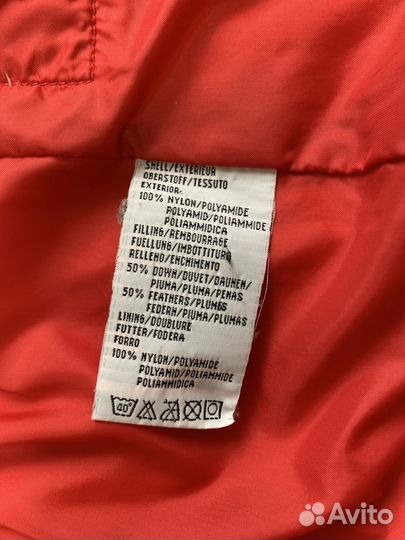 SHELL/EXTÉRIEUR
OBERSTOFF/TESSUTO
EXTERIOR-
100% NYLON/POLYAMIDE
POLYAMID/POLIAMMIDE
POLIAMMIDICA
FILLING/REMBOURRAGE
FUELLUNG/IMBOTTITURA
RELLENO/ENCHIMENTO
50% DOWN/DUVET/DAUNEN/
PIUMA/PLUMA/PENAS
50% FEATHERS/PLUMES
FEDERN/PIUMA/PLUMAS
LINING/DOUBLURE
FUTTER/FODERA
FORRO
100% NYLON/POLYAMIDE
POLYAMID/POLIAMMIDE
POLIAMMIDICA
40°
Avito